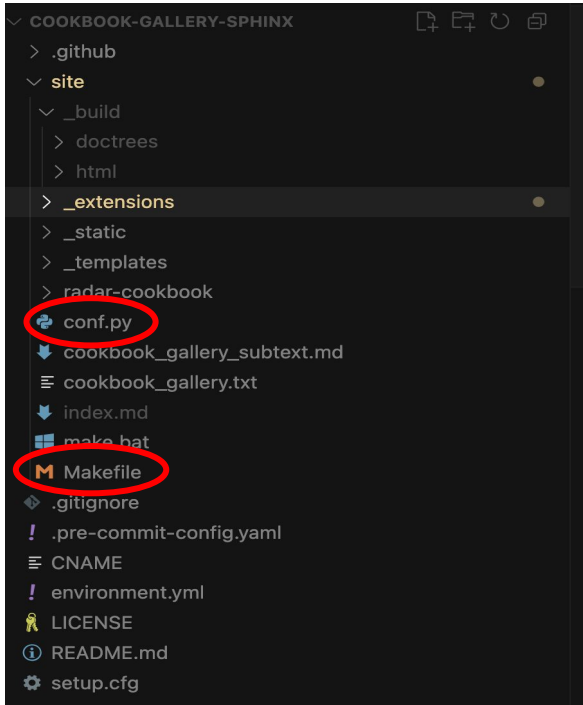 COOKBOOK-GALLERY-SPHINX
.github
site
_build
doctrees
html
_extensions
_static
_templates
radar-cookbook
conf.py
cookbook_gallery_subtext.md
cookbook_gallery.txt
index.md
make.bat
M Makefile
.gitignore
! .pre-commit-config.yaml
CNAME
! environment.yml
LICENSE
README.md
setup.cfg